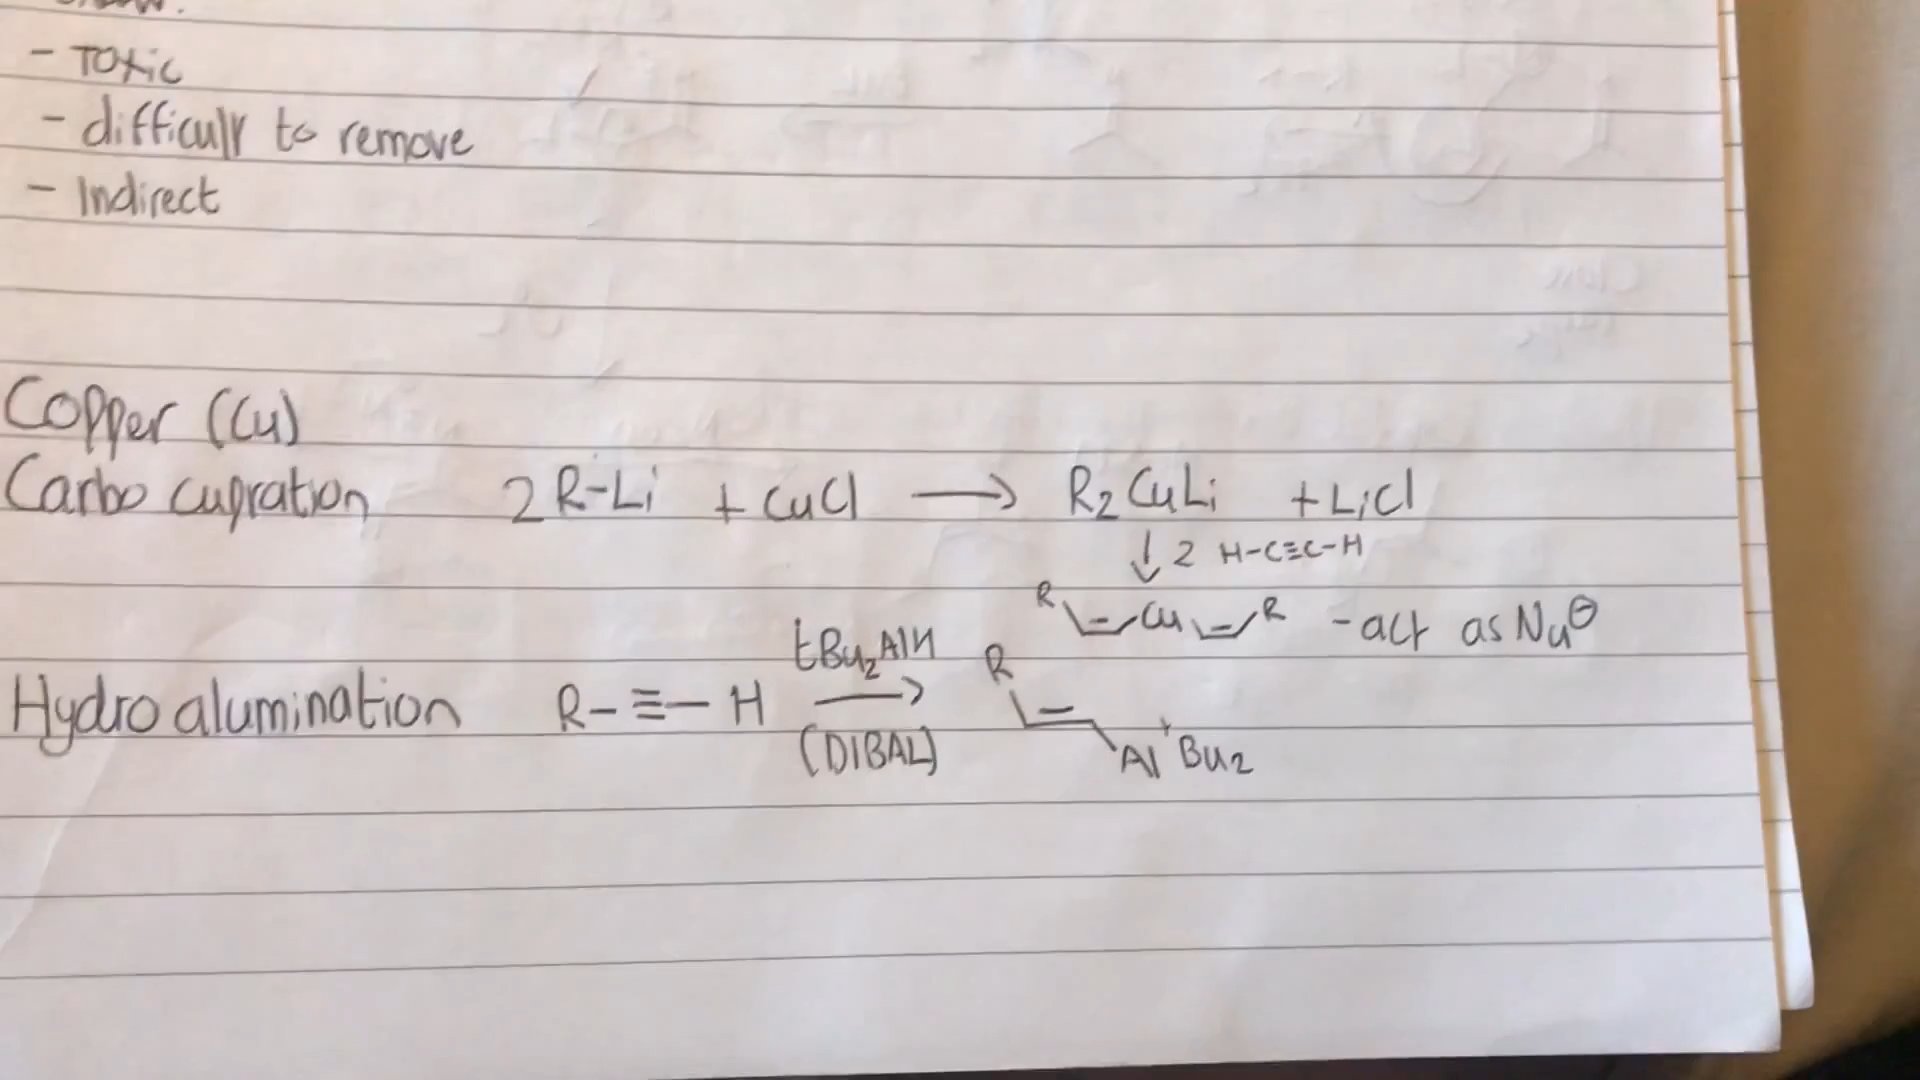 - Toxic
- difficult to remove
- Indirect
Copper (Cu)
Carbo cupration 2 R-Li + CuCl → R₂CuLi + LiCl
↓ 2 H-C≡C-H
R Cu R - act as Nu⊖
Hydro alumination R-≡-H tBu₂AlH → (DIBAL) R Al tBu₂